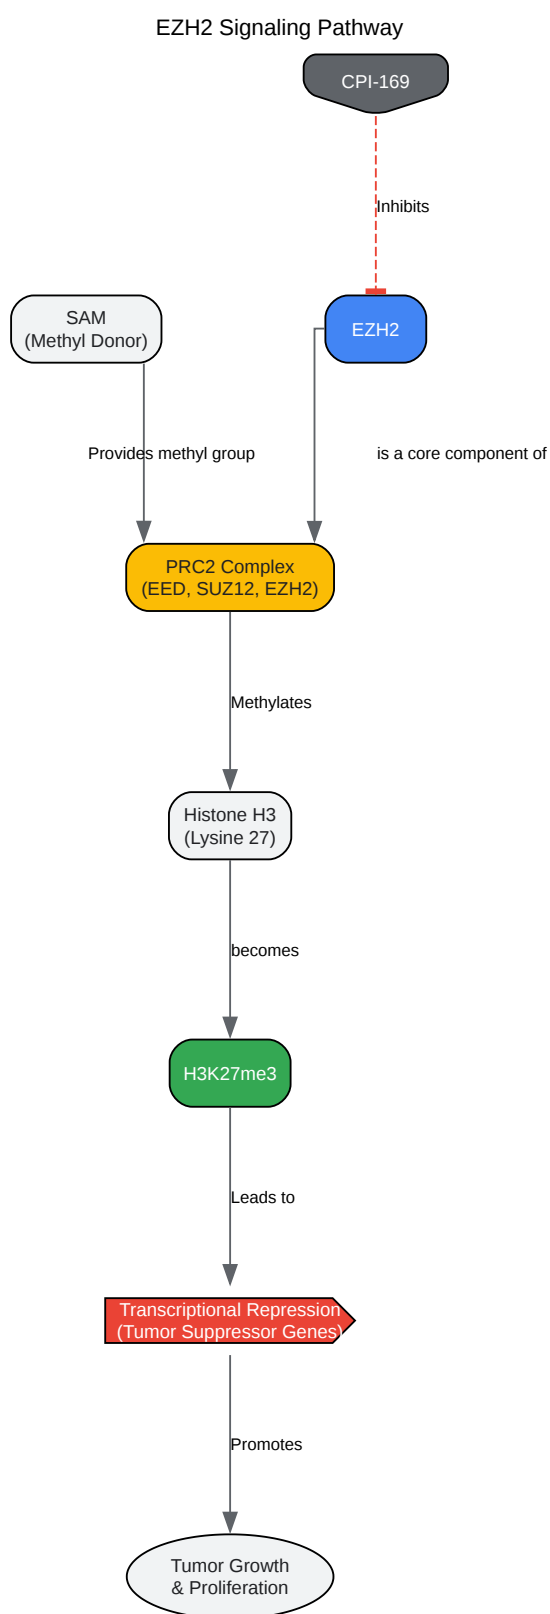 EZH2 Signaling Pathway
CPI-169
Inhibits
SAM
(Methyl Donor)
EZH2
Provides methyl group
is a core component of
PRC2 Complex
(EED, SUZ12, EZH2)
Methylates
Histone H3
(Lysine 27)
becomes
H3K27me3
Leads to
Transcriptional Repression
(Tumor Suppressor Genes)
Promotes
Tumor Growth
& Proliferation